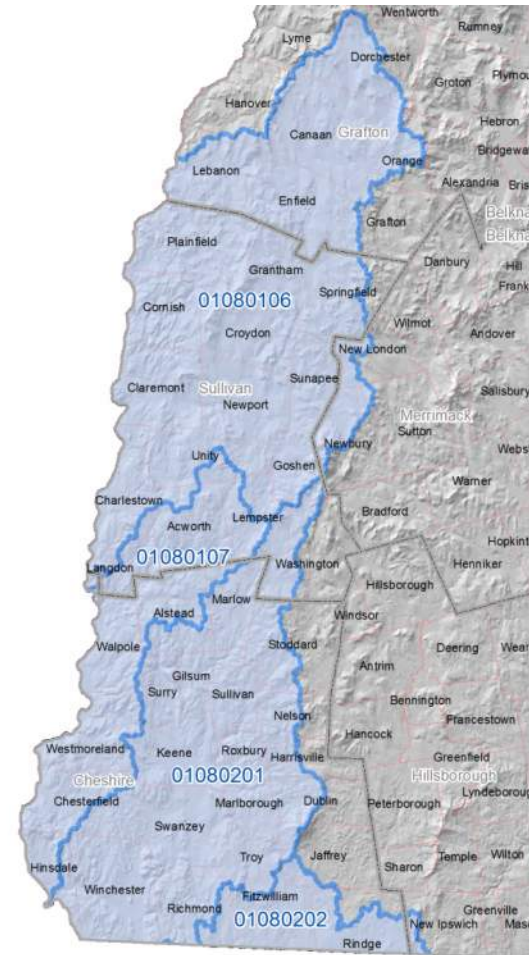 Wentworth
Lyme
Rumney
Dorchester
Groton
Plymou
Hanover
Hebron
Canaan
Grafton
Bridgewat
Orange
Lebanon
Alexandria
Bris
Enfield
Belkna
Grafton
Belkna
Plainfield
Danbury
Hill
Grantham
Frank
Springfield
01080106
Cornish
Wilmot
Andover
Croydon
New London
Sunapee
Claremont
Sullivan
Salisbury
Newport
Merrimack
Sutton
Newbury
Webs
Unity
Goshen
Warner
Charlestown
Lempster
Bradford
Acworth
Hopkint
01080107
Washington
Henniker
Langdon
Hillsborough
Marlow
Alstead
Windsor
Walpole
Stoddard
Deering
Wear
Antrim
Gilsum
Surry
Sullivan
Bennington
Nelson
Francestown
Hancock
Westmoreland
Keene
Roxbury
Harrisville
Greenfield
01080201
Cheshire
Hillsborough
Chesterfield
Marlborough
Dublin
Peterborough
Lyndeborou
Swanzey
Troy
Jaffrey
Temple
Wilton
Hinsdale
Sharon
Winchester
Fitzwilliam
Richmond
Greenville
01080202
New Ipswich
Mas
Rindge